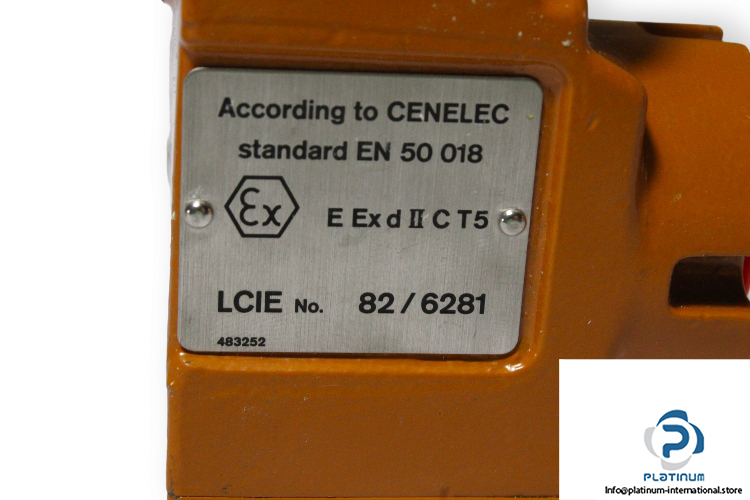 According to CENELEC
standard EN 50 018
Ex E Ex d II C T5
LCIE No. 82 / 6281
483252
PLATINUM
Info@platinum-international.store